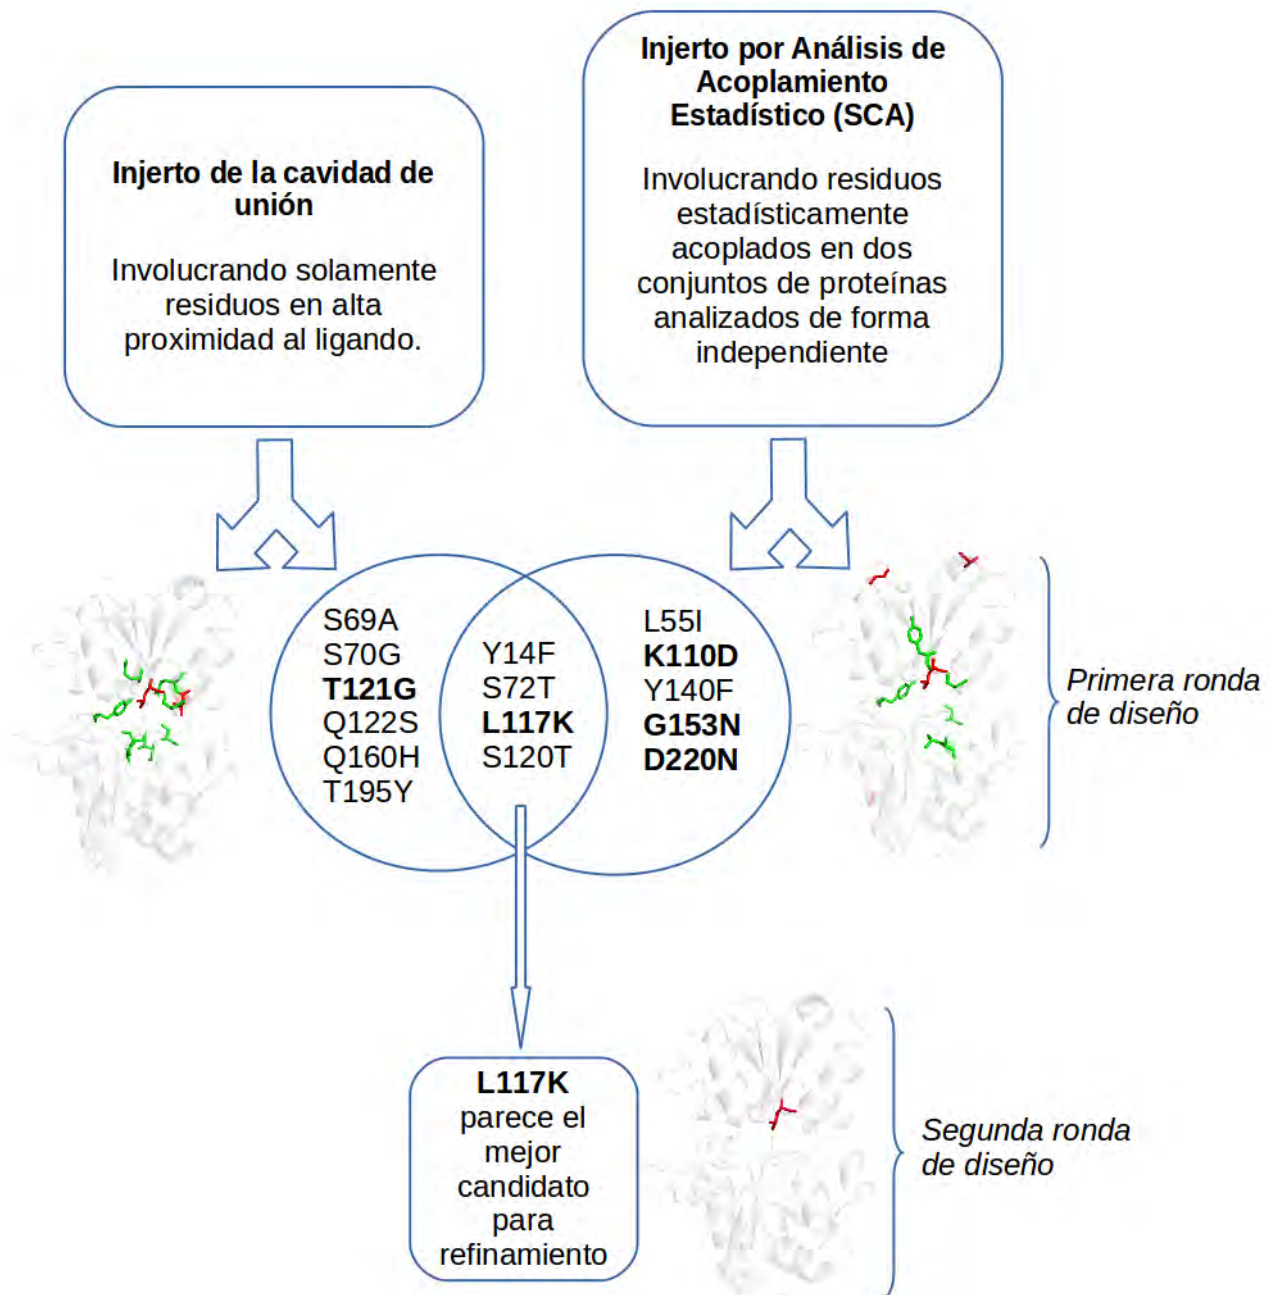 Injerto de la cavidad de
unión
Involucrando solamente
residuos en alta
proximidad al ligando.
Injerto por Análisis de
Acoplamiento
Estadístico (SCA)
Involucrando residuos
estadísticamente
acoplados en dos
conjuntos de proteínas
analizados de forma
independiente
S69A
S70G
T121G
Q122S
Q160H
T195Y
Y14F
S72T
L117K
S120T
L55I
K110D
Y140F
G153N
D220N
Primera ronda
de diseño
L117K
parece el
mejor
candidato
para
refinamiento
Segunda ronda
de diseño